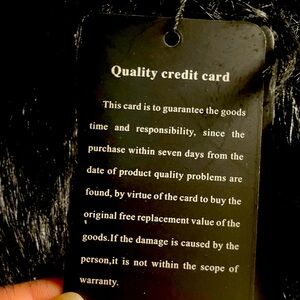 Quality credit card
This card is to guarantee the goods
time and responsibility, since the
purchase within seven days from the
date of product quality problems are
found, by virtue of the card to buy the
original free replacement value of the
goods.If the damage is caused by the
person,it is not within the scope of
warranty.